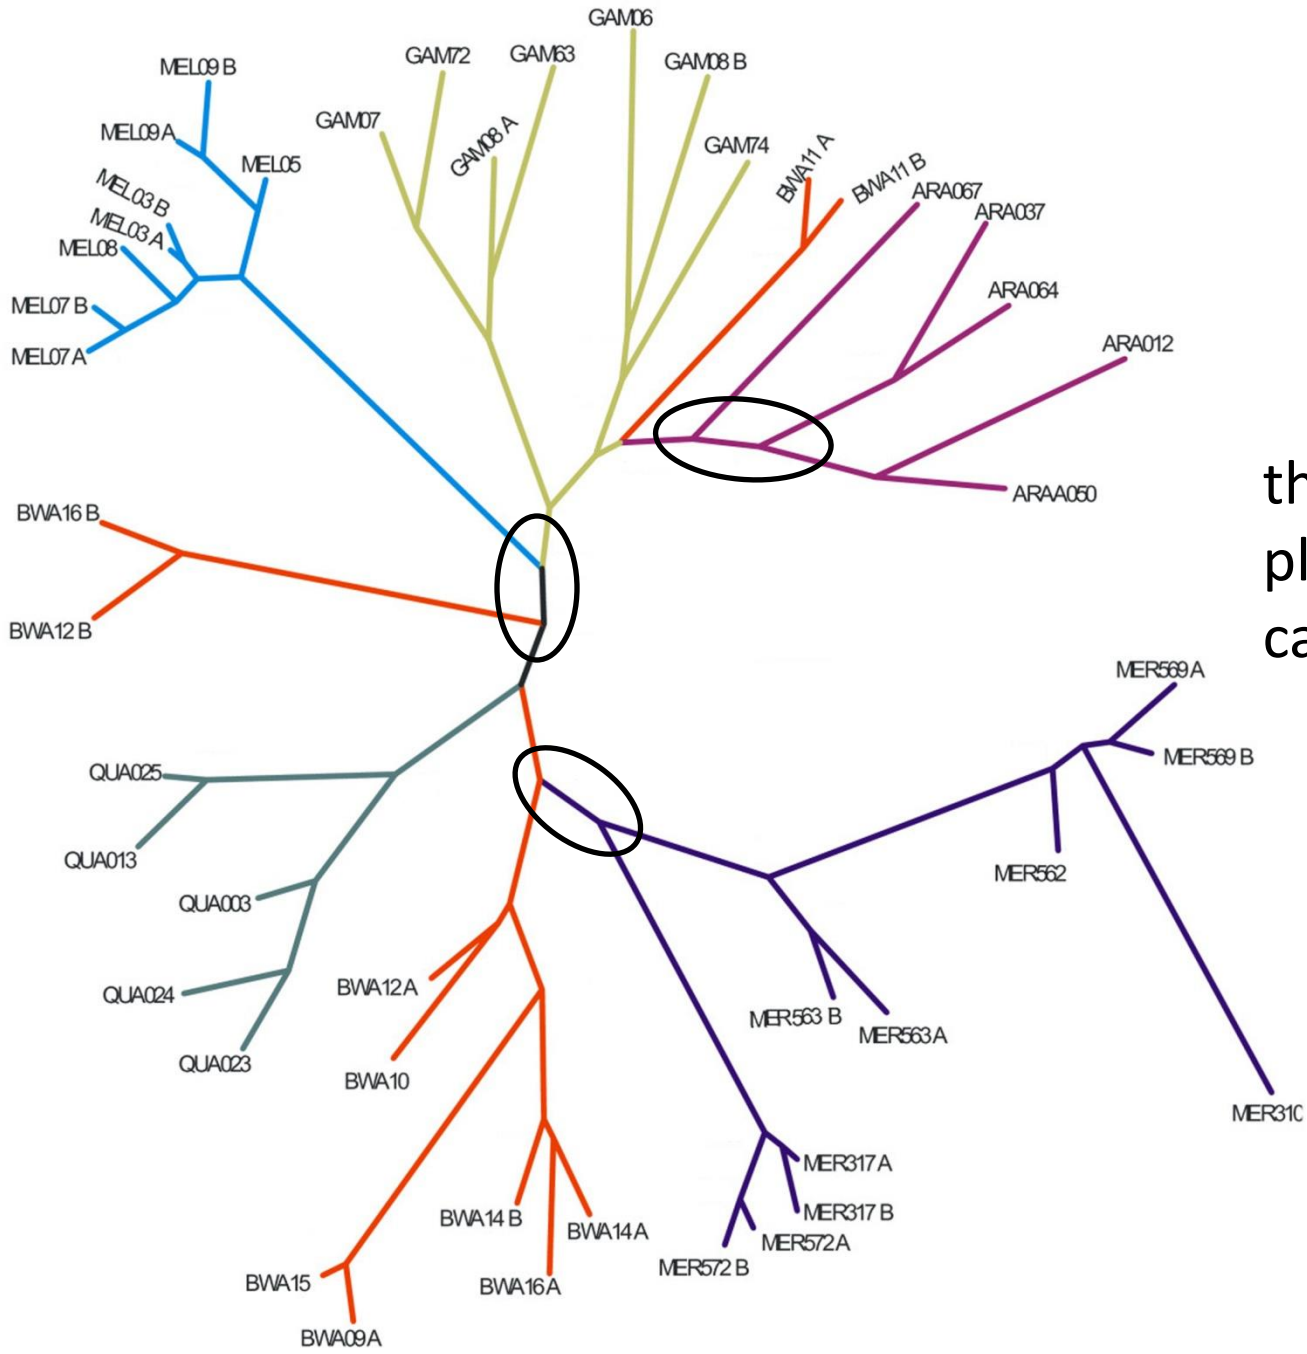 GAM06
GAM72
GAM63
GAM08 B
MEL09 B
GAM07
GAM08 A
GAM74
MEL09 A
MEL05
BWA11 A
BWA11 B
ARA067
ARA037
MEL03 B
MEL03 A
MEL08
MEL07 B
MEL07 A
ARA064
ARA012
ARAA050
BWA16 B
BWA12 B
th
pl
ca
MER569 A
MER569 B
MER562
QUA025
QUA013
QUA003
QUA024
QUA023
BWA12 A
BWA10
MER563 B
MER563 A
MER310
MER317 A
MER317 B
MER572 A
MER572 B
BWA14 B
BWA14 A
BWA16 A
BWA15
BWA09 A